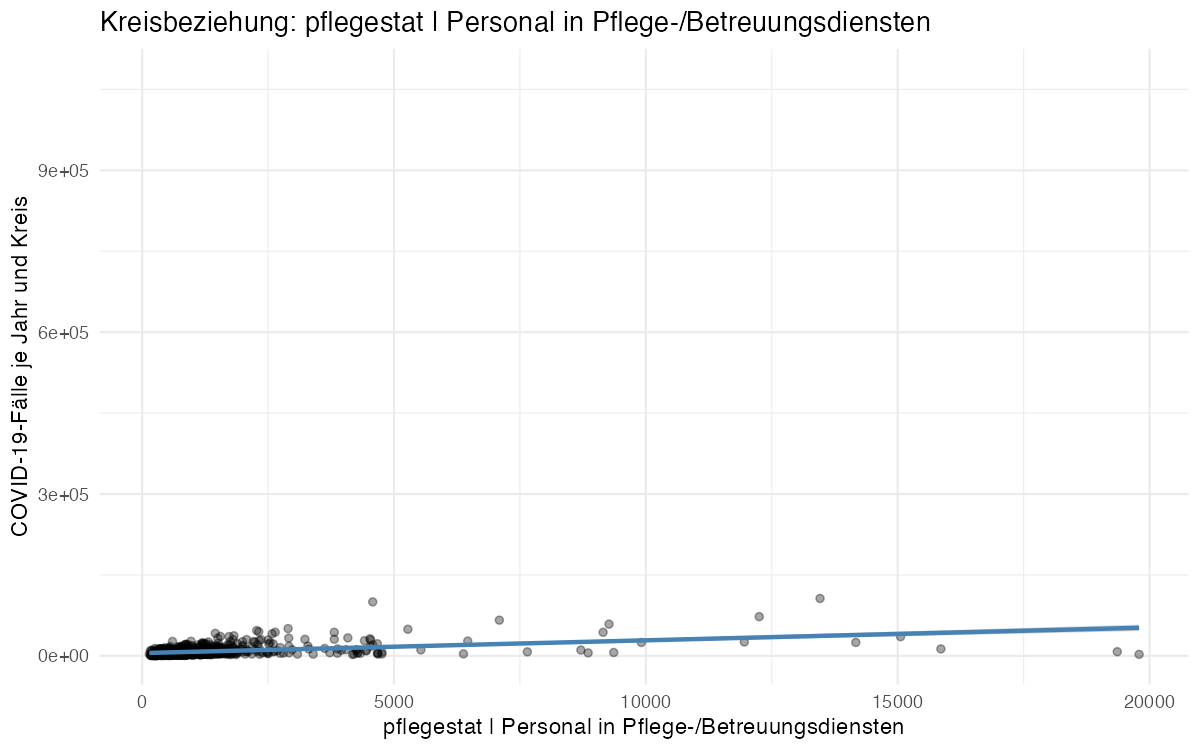 Kreisbeziehung: pflegestat | Personal in Pflege-/Betreuungsdiensten
COVID-19-Fälle je Jahr und Kreis
9e+05
6e+05
3e+05
0e+00
0 5000 10000 15000 20000
pflegestat | Personal in Pflege-/Betreuungsdiensten